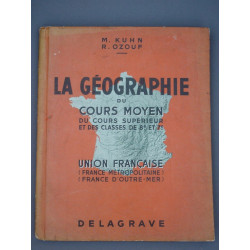 M. KUHN
R. OZOUF
LA GÉOGRAPHIE
DU
COURS MOYEN
DU COURS SUPÉRIEUR
ET DES CLASSES DE 8e ET 7e
UNION FRANÇAISE
(FRANCE MÉTROPOLITAINE)
(FRANCE D'OUTRE-MER)
DELAGRAVE